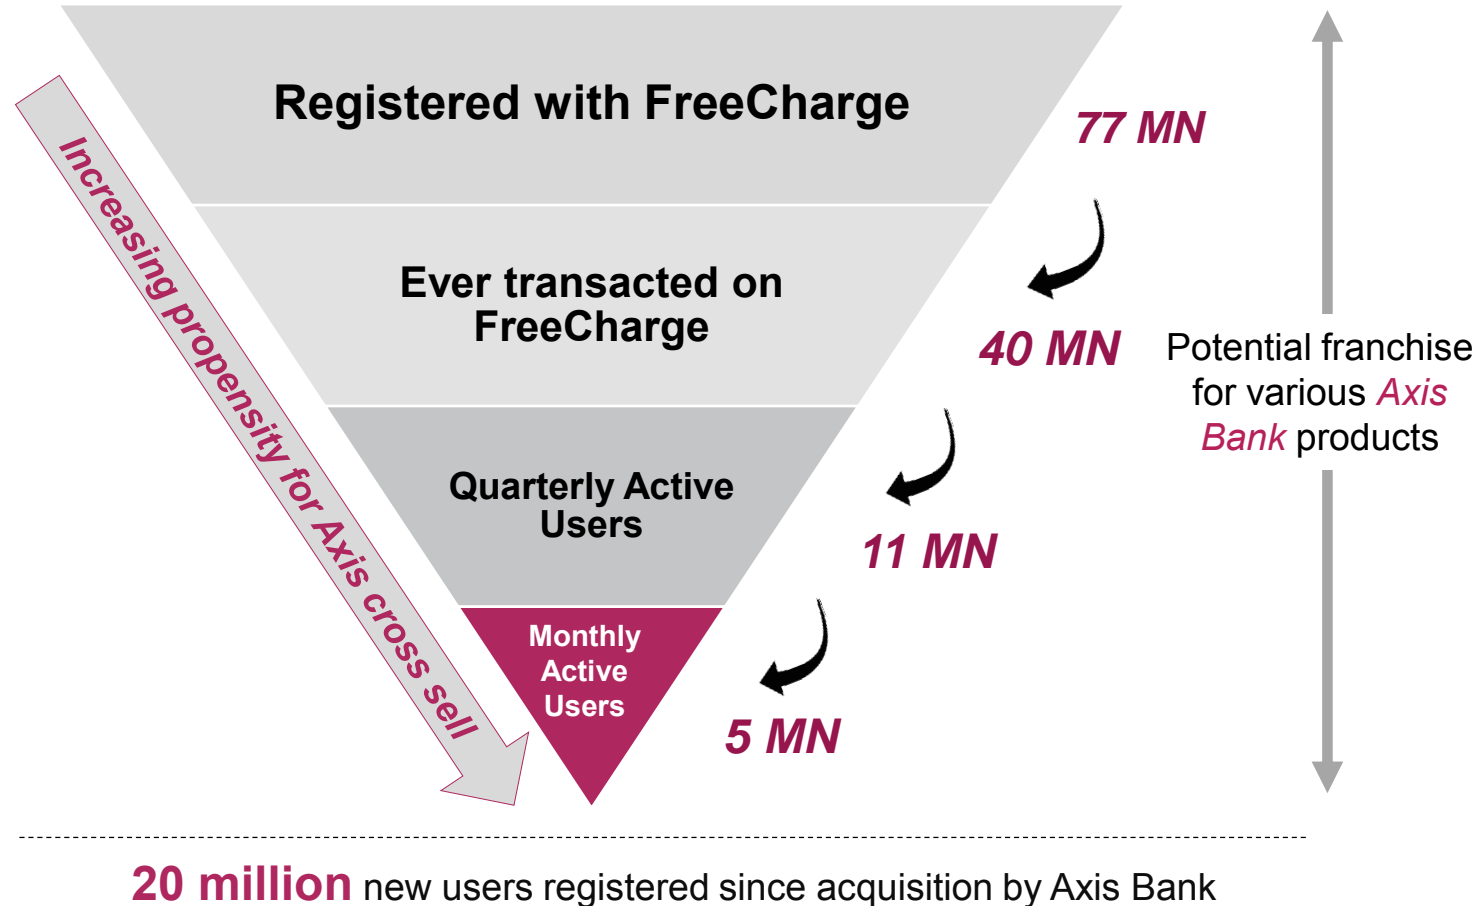 Registered with FreeCharge
77 MN
Increasing propensity for Axis cross sell
Ever transacted on
FreeCharge
40 MN
Potential franchise
for various Axis
Bank products
Quarterly Active
Users
11 MN
Monthly
Active
Users
5 MN
20 million new users registered since acquisition by Axis Bank